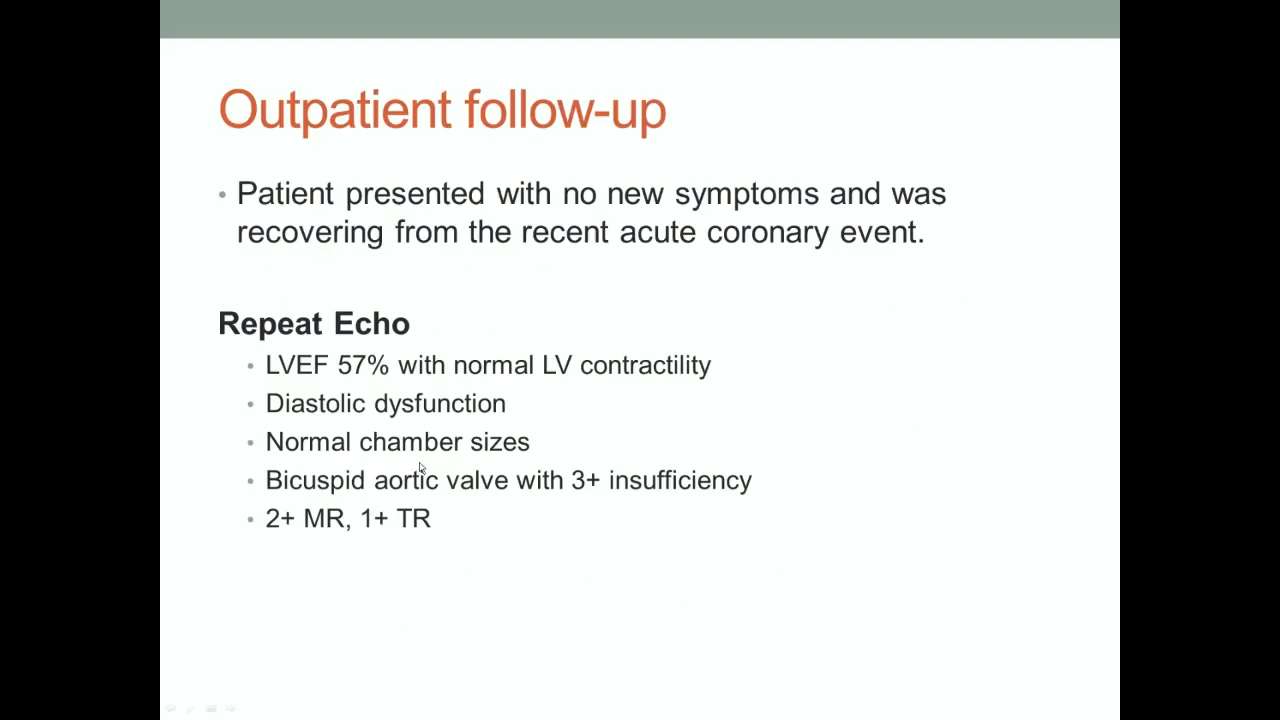 Outpatient follow-up
• Patient presented with no new symptoms and was
recovering from the recent acute coronary event.
Repeat Echo
• LVEF 57% with normal LV contractility
• Diastolic dysfunction
• Normal chamber sizes
• Bicuspid aortic valve with 3+ insufficiency
• 2+ MR, 1+ TR